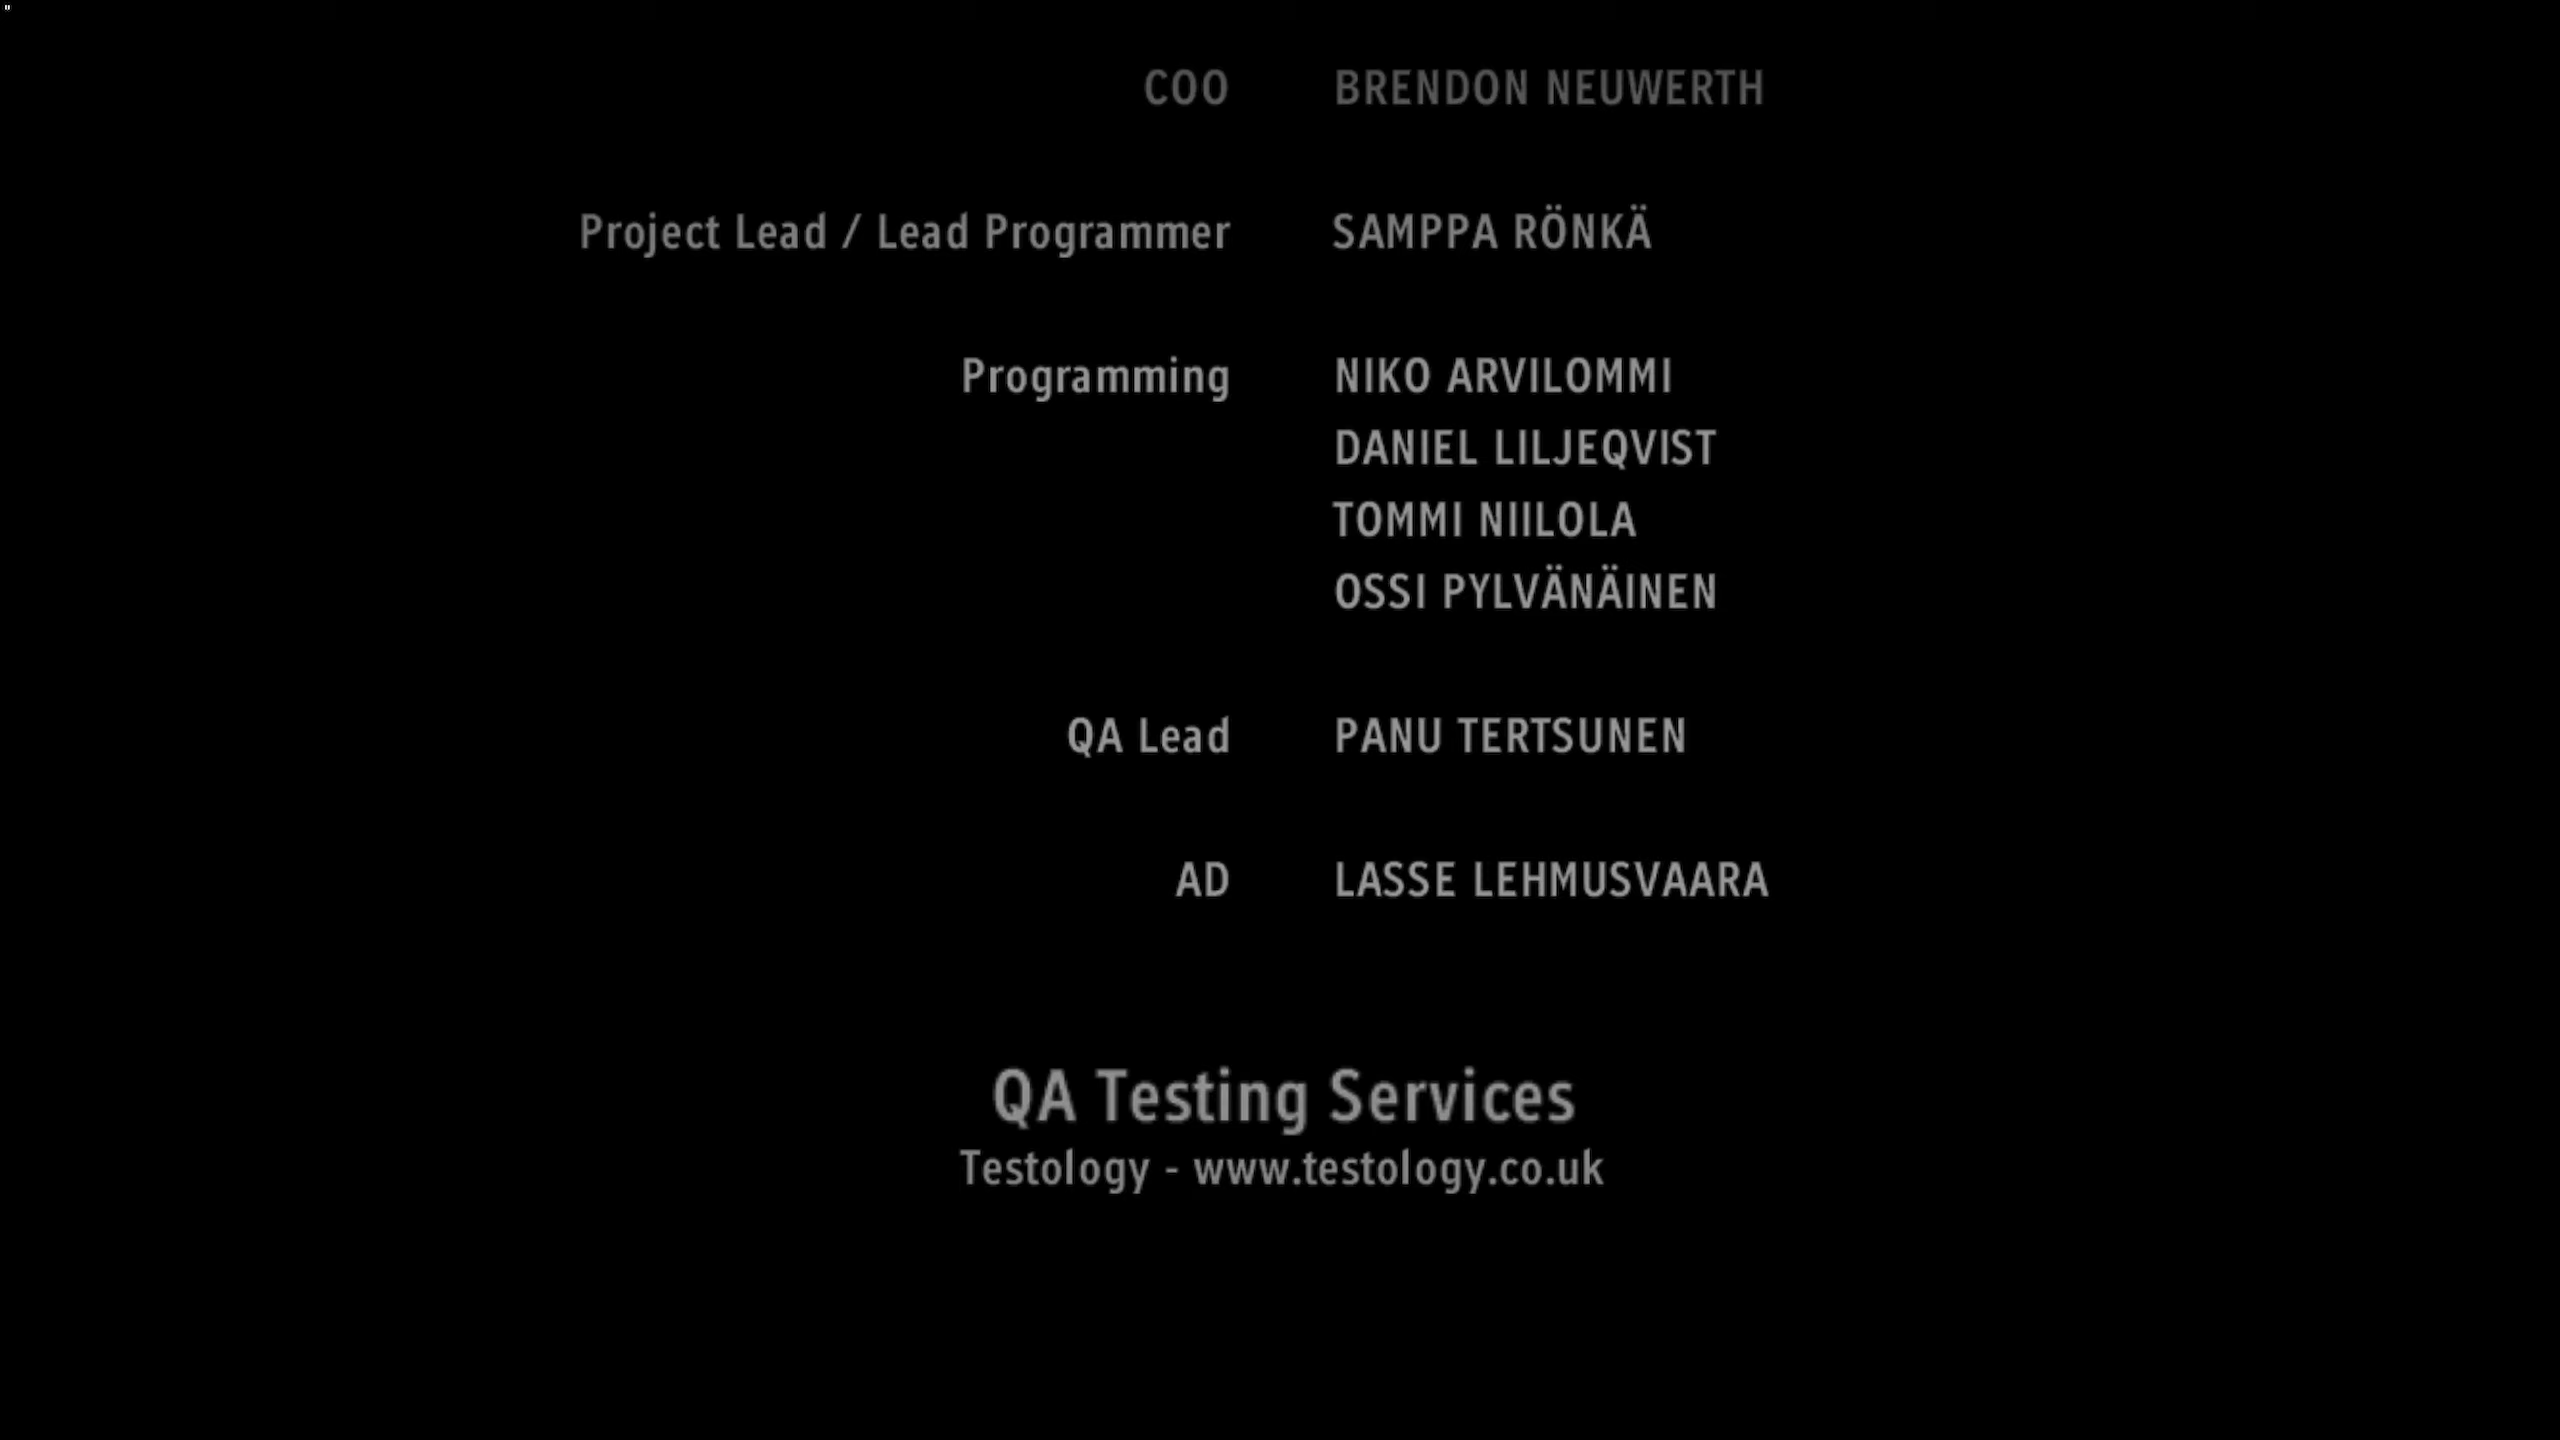 "
COO BRENDON NEUWERTH
Project Lead / Lead Programmer SAMPPA RÖNKÄ
Programming NIKO ARVILOMMI
DANIEL LILJEQVIST
TOMMI NIILOLA
OSSI PYLVÄNÄINEN
QA Lead PANU TERTSUNEN
AD LASSE LEHMUSVAARA
QA Testing Services
Testology - www.testology.co.uk